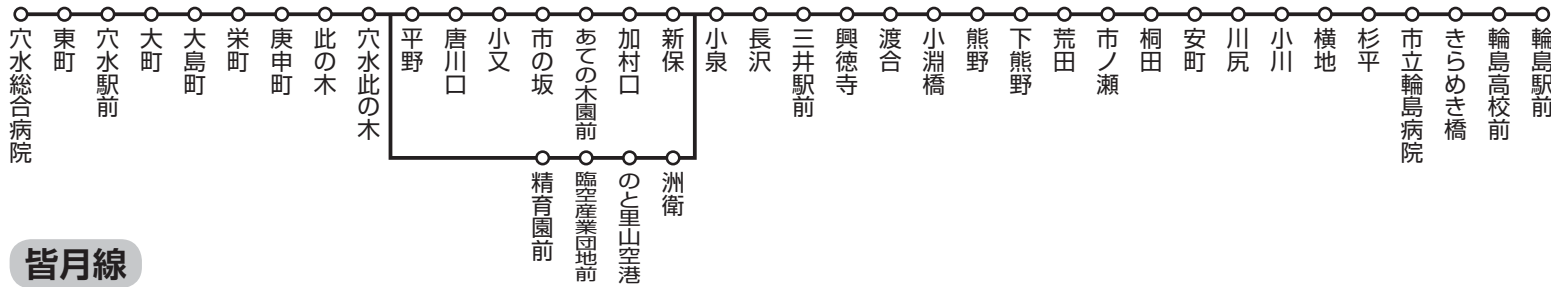 穴水総合病院
東町
穴水駅前
大町
大島町
栄町
庚申町
此の木
穴水此の木
平野
唐川口
小又
市の坂
あての木園前
加村口
新保
小泉
長沢
三井駅前
興徳寺
渡合
小淵橋
熊野
下熊野
荒田
市ノ瀬
桐田
安町
川尻
小川
横地
杉平
市立輪島病院
きらめき橋
輪島高校前
輪島駅前
精育園前
臨空産業団地前
のと里山空港
洲衛
皆月線